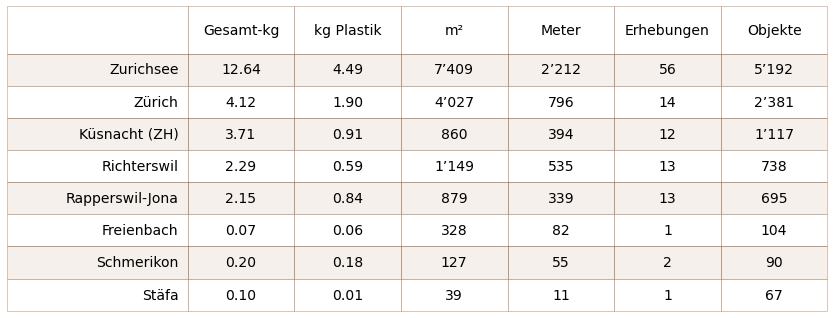 Gesamt-kg kg Plastik m² Meter Erhebungen Objekte
Zurichsee 12.64 4.49 7’409 2’212 56 5’192
Zürich 4.12 1.90 4’027 796 14 2’381
Küsnacht (ZH) 3.71 0.91 860 394 12 1’117
Richterswil 2.29 0.59 1’149 535 13 738
Rapperswil-Jona 2.15 0.84 879 339 13 695
Freienbach 0.07 0.06 328 82 1 104
Schmerikon 0.20 0.18 127 55 2 90
Stäfa 0.10 0.01 39 11 1 67